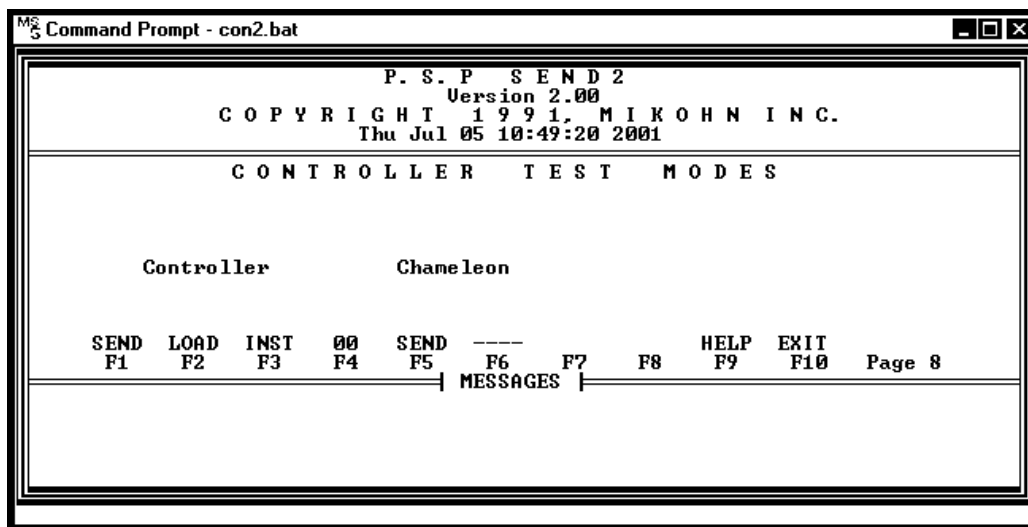 Command Prompt - con2.bat
P. S. P S E N D 2
Version 2.00
C O P Y R I G H T 1 9 9 1, M I K O H N I N C.
Thu Jul 05 10:49:20 2001
C O N T R O L L E R T E S T M O D E S
Controller Chameleon
SEND LOAD INST 00 SEND ---- HELP EXIT
F1 F2 F3 F4 F5 F6 F7 F8 F9 F10 Page 8
MESSAGES